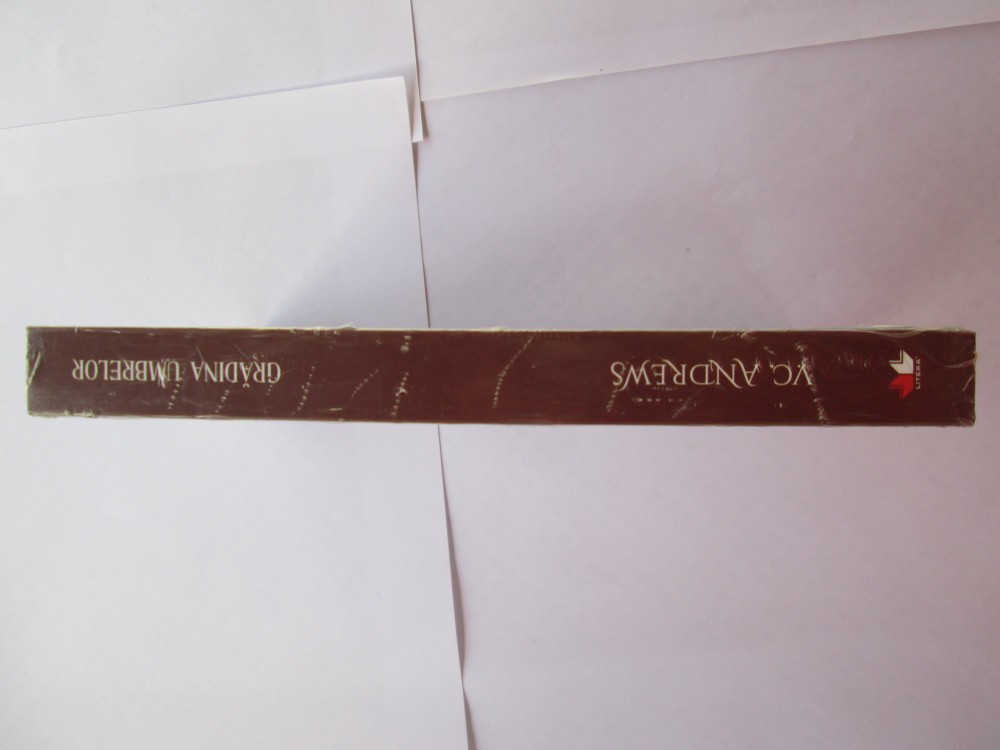 LITERA
V.C. ANDREWS
GRĂDINA UMBRELOR